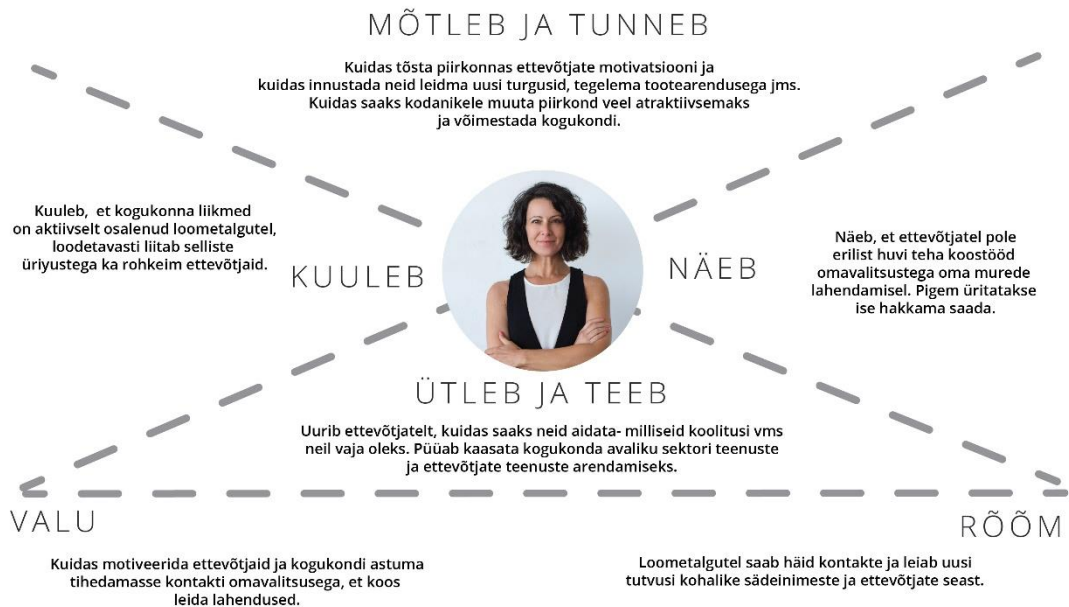 MÕTLEB JA TUNNEB
Kuidas tõsta piirkonnas ettevõtjate motivatsiooni ja
kuidas innustada neid leidma uusi turgusid, tegelema tootearendusega jms.
Kuidas saaks kodanikele muuta piirkond veel atraktiivsemaks
ja võimestada kogukondi.
Kuuleb, et kogukonna liikmed
on aktiivselt osalenud loometalgutel,
loodetavasti liitab selliste
üriyustega ka rohkeim ettevõtjaid.
KUULEB
NÄEB
Näeb, et ettevõtjatel pole
erilist huvi teha koostööd
omavalitsustega oma murede
lahendamisel. Pigem üritatakse
ise hakkama saada.
ÜTLEB JA TEEB
Uurib ettevõtjatelt, kuidas saaks neid aidata- milliseid koolitusi vms
neil vaja oleks. Püüab kaasata kogukonda avaliku sektori teenuste
ja ettevõtjate teenuste arendamiseks.
VALU
Kuidas motiveerida ettevõtjaid ja kogukondi astuma
tihedamasse kontakti omavalitsusega, et koos
leida lahendused.
RÕÕM
Loometalgutel saab häid kontakte ja leiab uusi
tutvusi kohalike sädeinimeste ja ettevõtjate seast.